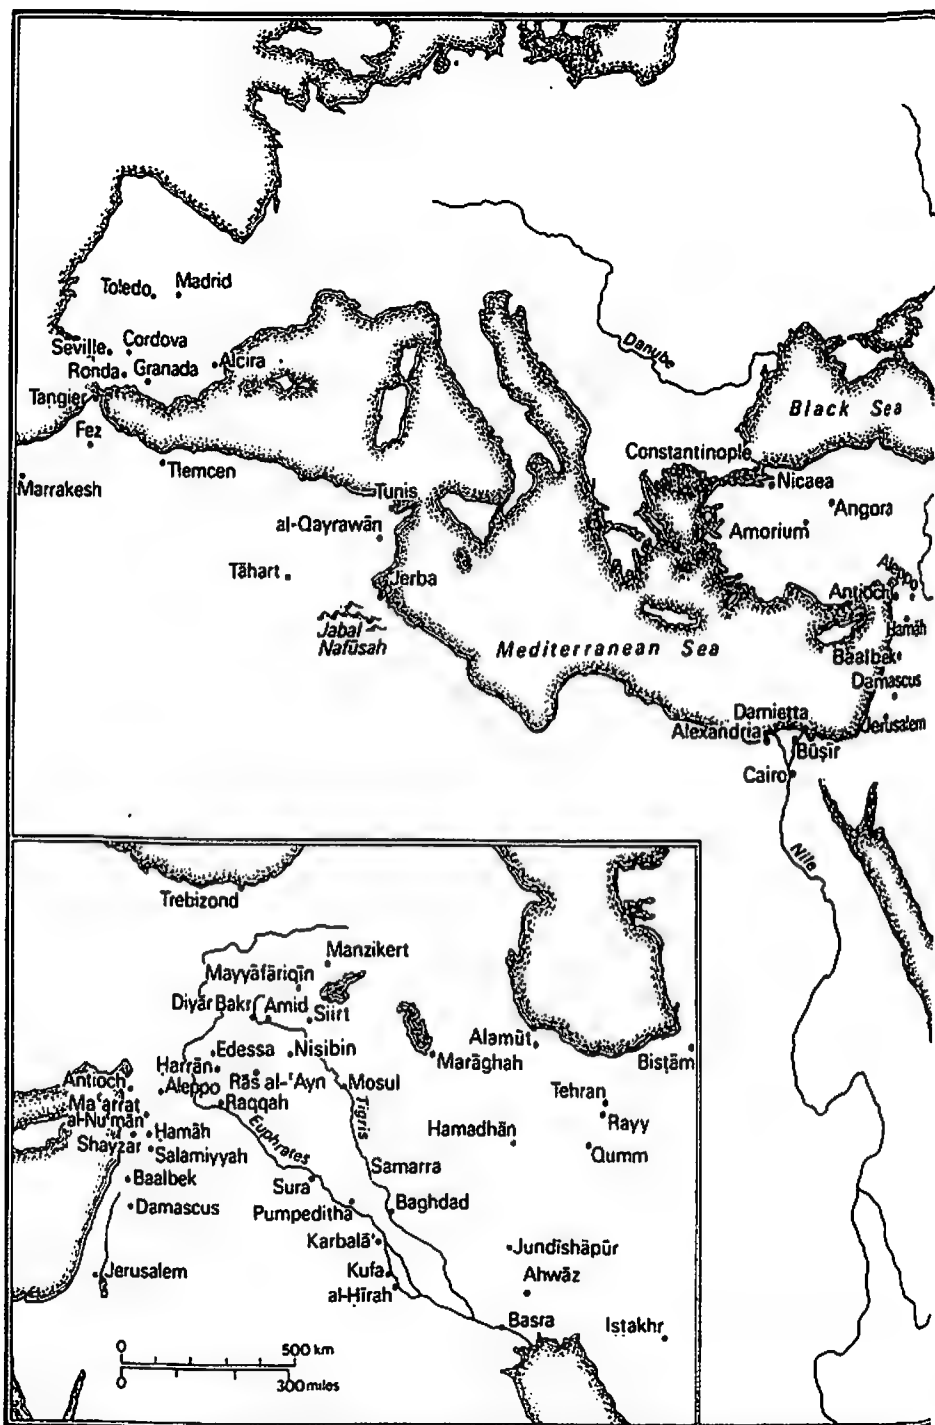 Toledo
Madrid
Seville
Cordova
Ronda
Granada
Alcira
Tangier
Fez
Tlemcen
Marrakesh
Danube
Black Sea
Constantinople
Nicaea
Angora
Amorium
Tunis
al-Qayrawān
Tāhart
Jerba
Jabal
Nafūsah
Aleppo
Antioch
Hamāh
Baalbek
Mediterranean Sea
Damascus
Damietta
Jerusalem
Alexandria
Būṣīr
Cairo
Nile
Trebizond
Manzikert
Mayyāfāriqīn
Diyār Bakr
Amid
Siirt
Alamūt
Edessa
Nisibin
Marāghah
Bisṭām
Harrān
Antioch
Aleppo
Rās al-ʿAyn
Mosul
Tehran
Maʿarrat
al-Nuʿmān
Raqqah
Tigris
Rayy
Hamāh
Hamadhān
Shayzar
Euphrates
Qumm
Salamiyyah
Samarra
Baalbek
Sura
Damascus
Pumpeditha
Baghdad
Karbalāʾ
Jundīshāpūr
Jerusalem
Kufa
Ahwāz
al-Ḥīrah
Basra
Iṣṭakhr
0 500 km
0 300 miles